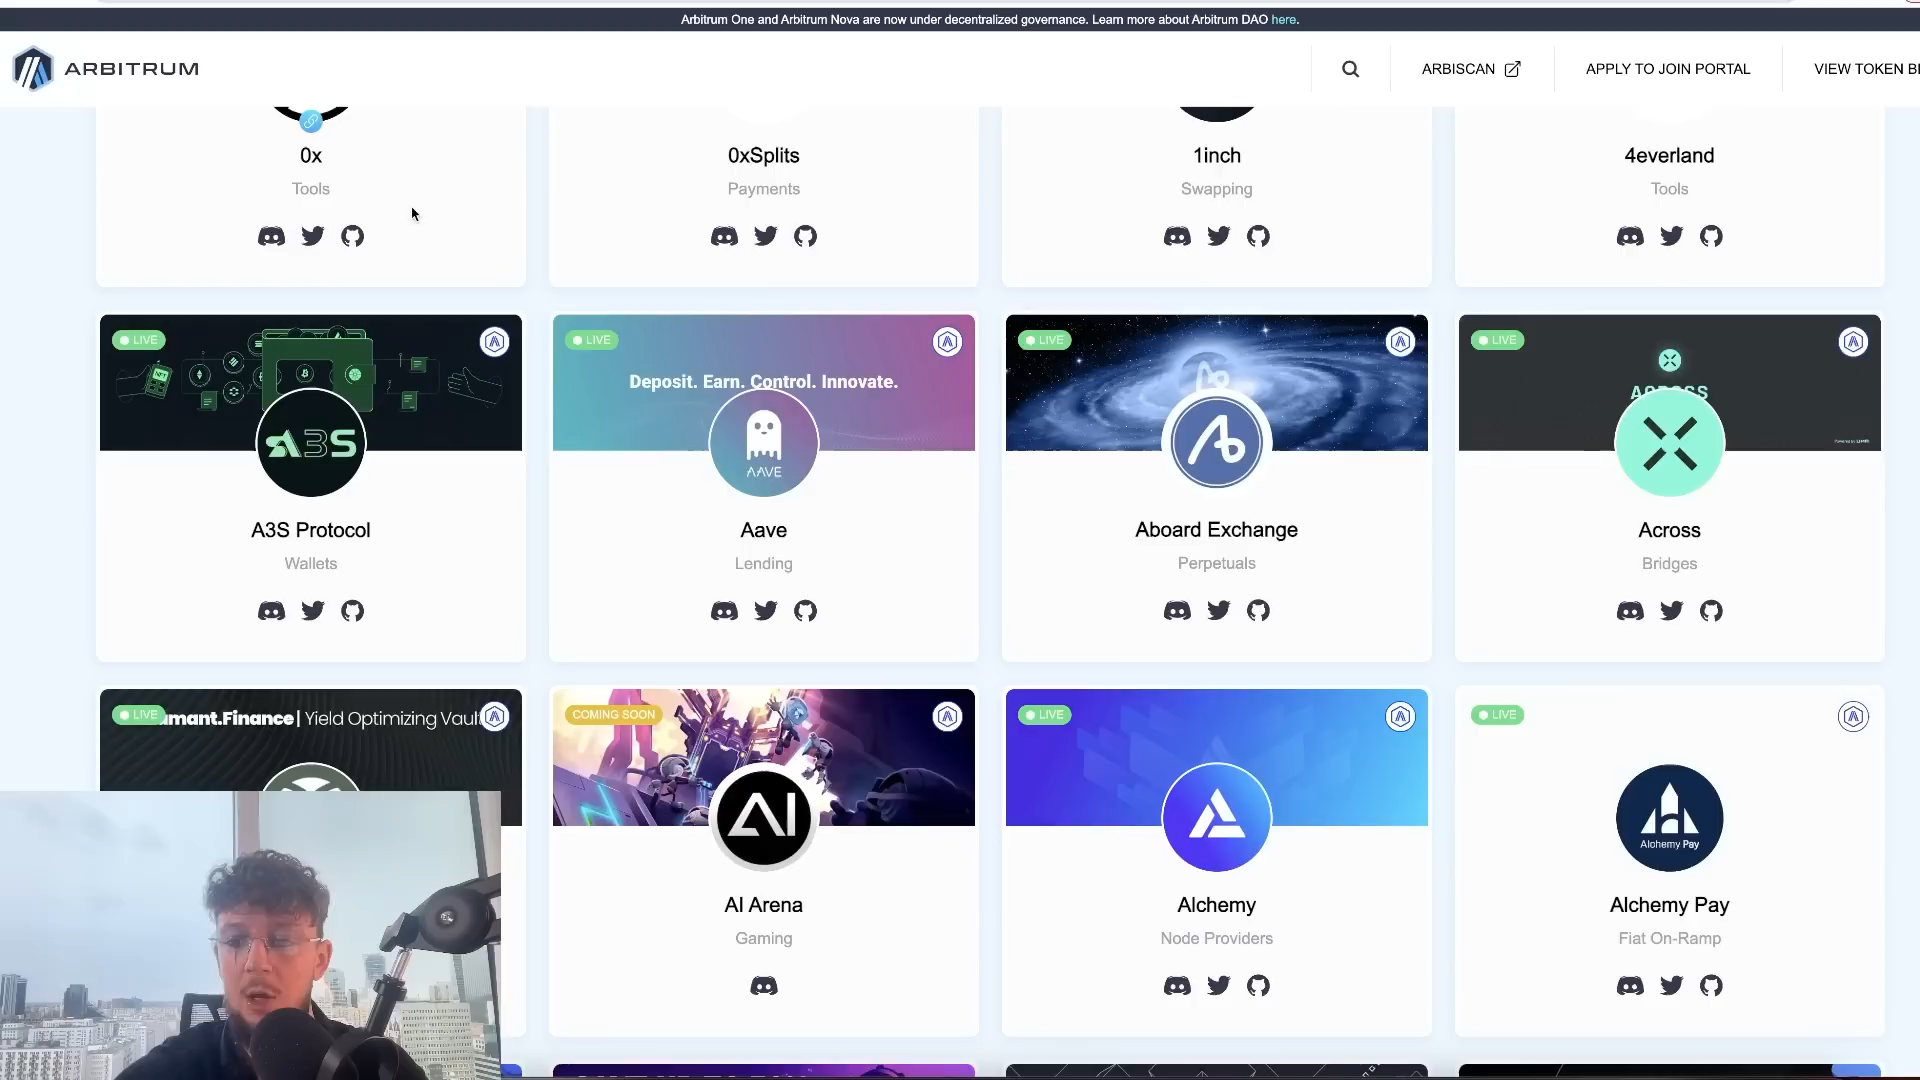 Arbitrum One and Arbitrum Nova are now under decentralized governance. Learn more about Arbitrum DAO here.
ARBITRUM
ARBISCAN
APPLY TO JOIN PORTAL
VIEW TOKEN
0x
0xSplits
1inch
4everland
Tools
Payments
Swapping
Tools
LIVE
LIVE
LIVE
LIVE
Deposit. Earn. Control. Innovate.
A3S
AAVE
A3S Protocol
Aave
Aboard Exchange
Across
Wallets
Lending
Perpetuals
Bridges
LIVE
amant.Finance | Yield Optimizing Vaul
COMING SOON
LIVE
LIVE
AI
Alchemy Pay
AI Arena
Alchemy
Alchemy Pay
Gaming
Node Providers
Fiat On-Ramp